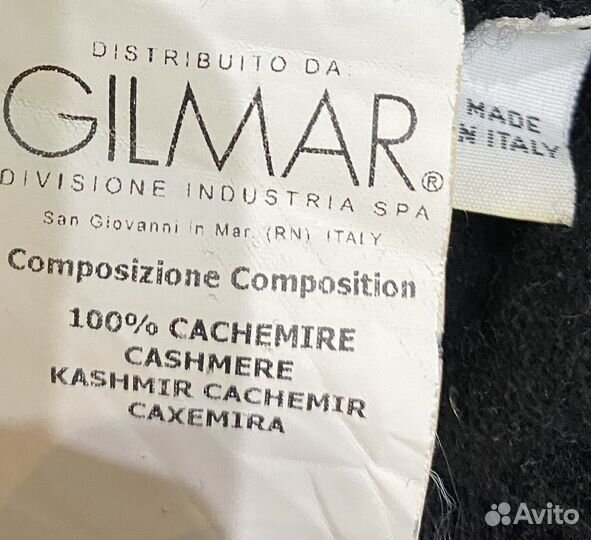 DISTRIBUITO DA
GILMAR®
DIVISIONE INDUSTRIA SPA
San Giovanni in Mar. (RN) ITALY
Composizione Composition
100% CACHEMIRE
CASHMERE
KASHMIR CACHEMIR
CAXEMIRA
MADE
IN ITALY
Avito